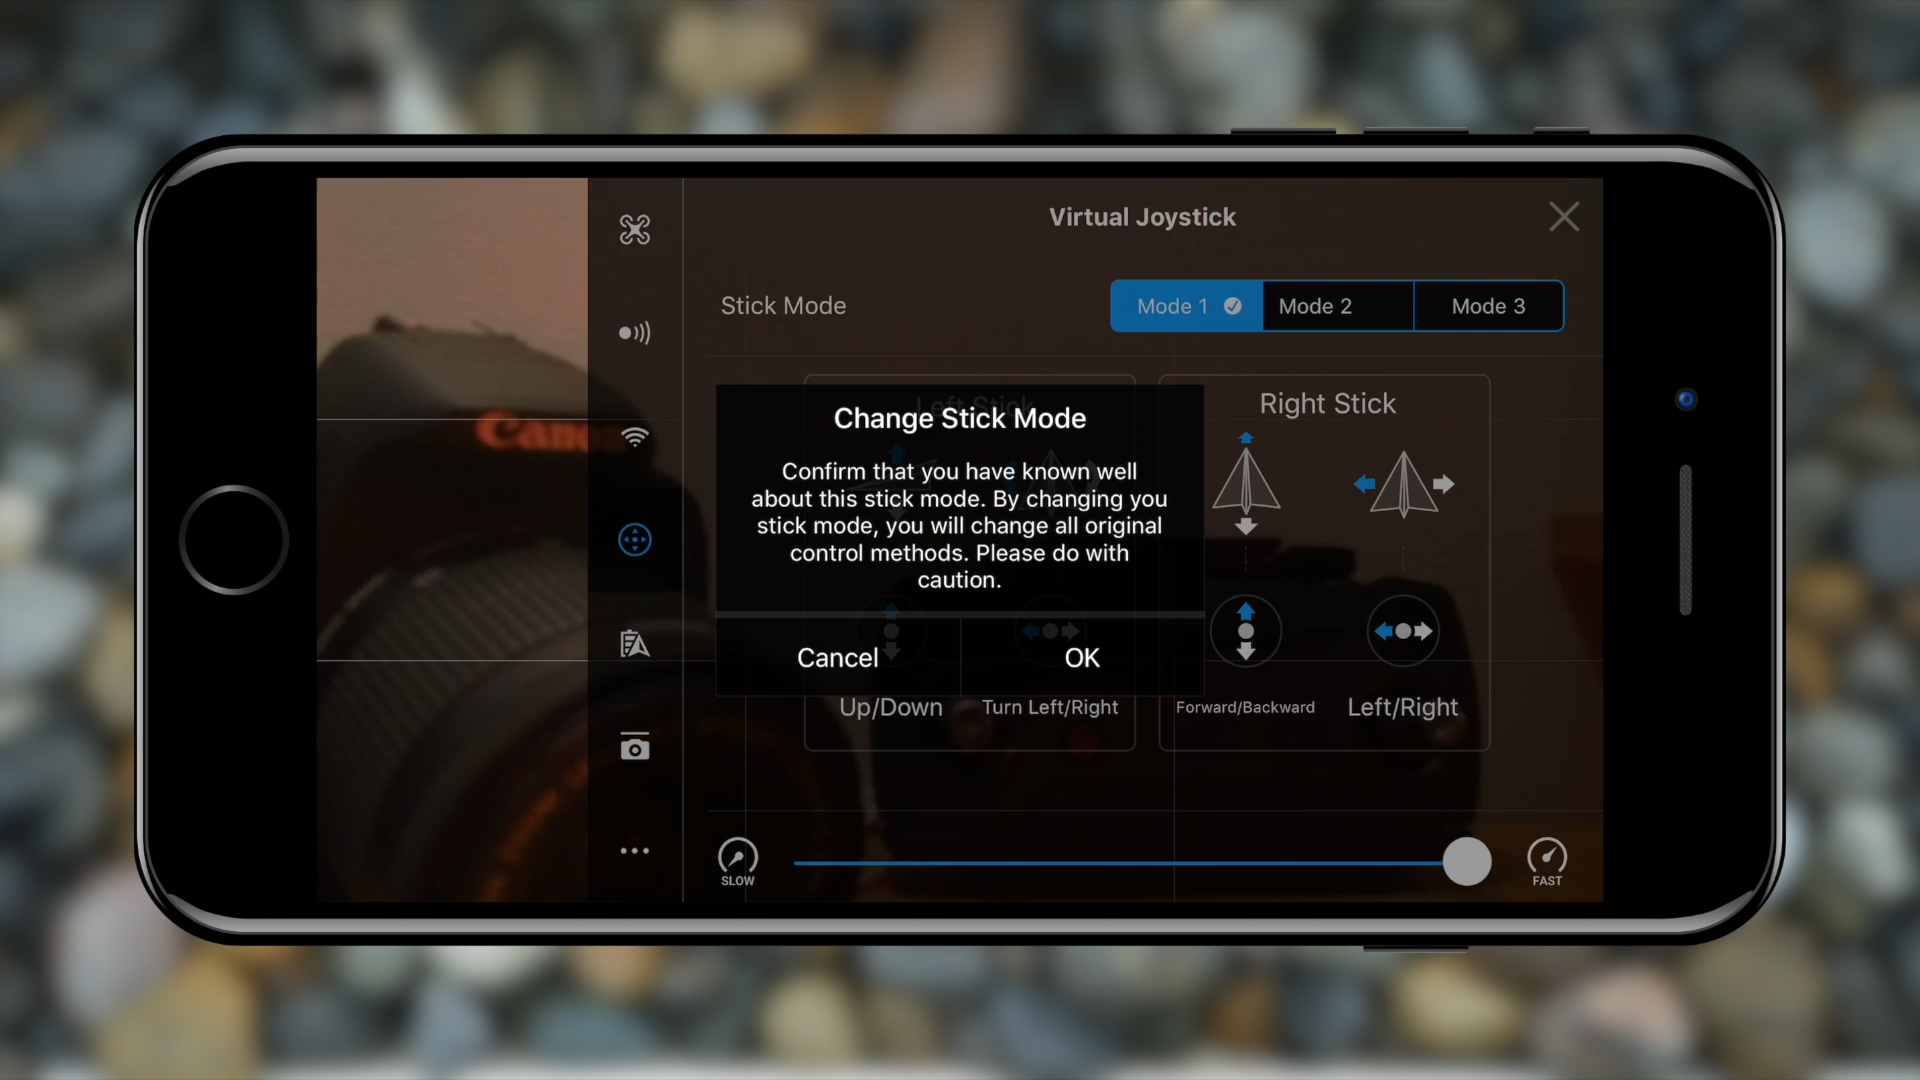 Virtual Joystick
Stick Mode
Mode 1
Mode 2
Mode 3
Left Stick
Right Stick
Change Stick Mode
Confirm that you have known well
about this stick mode. By changing you
stick mode, you will change all original
control methods. Please do with
caution.
Cancel
OK
Up/Down
Turn Left/Right
Forward/Backward
Left/Right
SLOW
FAST